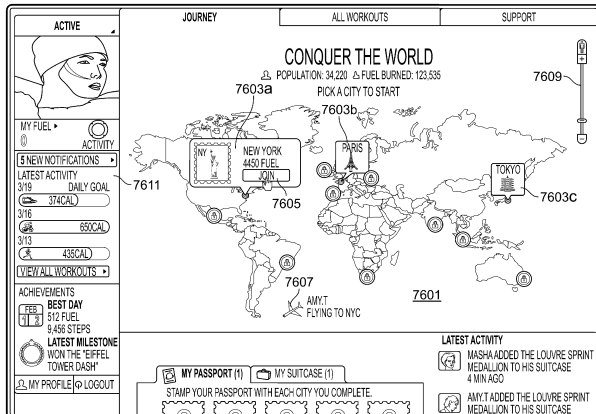 ACTIVE
JOURNEY
ALL WORKOUTS
SUPPORT
CONQUER THE WORLD
POPULATION: 34,220 FUEL BURNED: 123,535
PICK A CITY TO START
7603a
7603b
7609
NY
NEW YORK
4450 FUEL
JOIN
PARIS
TOKYO
7603c
7605
7607
AMY.T
FLYING TO NYC
7601
7611
MY FUEL
0
ACTIVITY
5 NEW NOTIFICATIONS
LATEST ACTIVITY
3/19 DAILY GOAL
374CAL
3/16
650CAL
3/13
435CAL
VIEW ALL WORKOUTS
ACHIEVEMENTS
FEB
1 3
BEST DAY
512 FUEL
9,456 STEPS
LATEST MILESTONE
WON THE "EIFFEL
TOWER DASH"
MY PROFILE LOGOUT
MY PASSPORT (1)
MY SUITCASE (1)
STAMP YOUR PASSPORT WITH EACH CITY YOU COMPLETE.
LATEST ACTIVITY
MASHA ADDED THE LOUVRE SPRINT
MEDALLION TO HIS SUITCASE
4 MIN AGO
AMY.T ADDED THE LOUVRE SPRINT
MEDALLION TO HIS SUITCASE